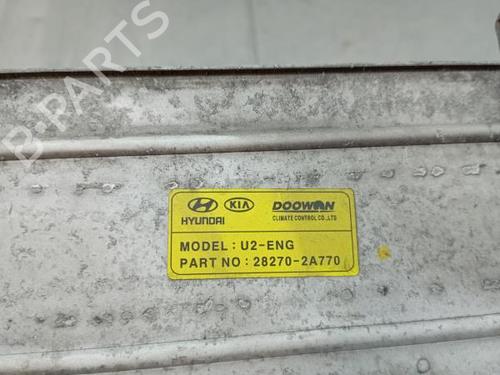 B-PARTS
HYUNDAI KIA DOOWON
CLIMATE CONTROL CO.,LTD
MODEL : U2-ENG
PART NO : 28270-2A770